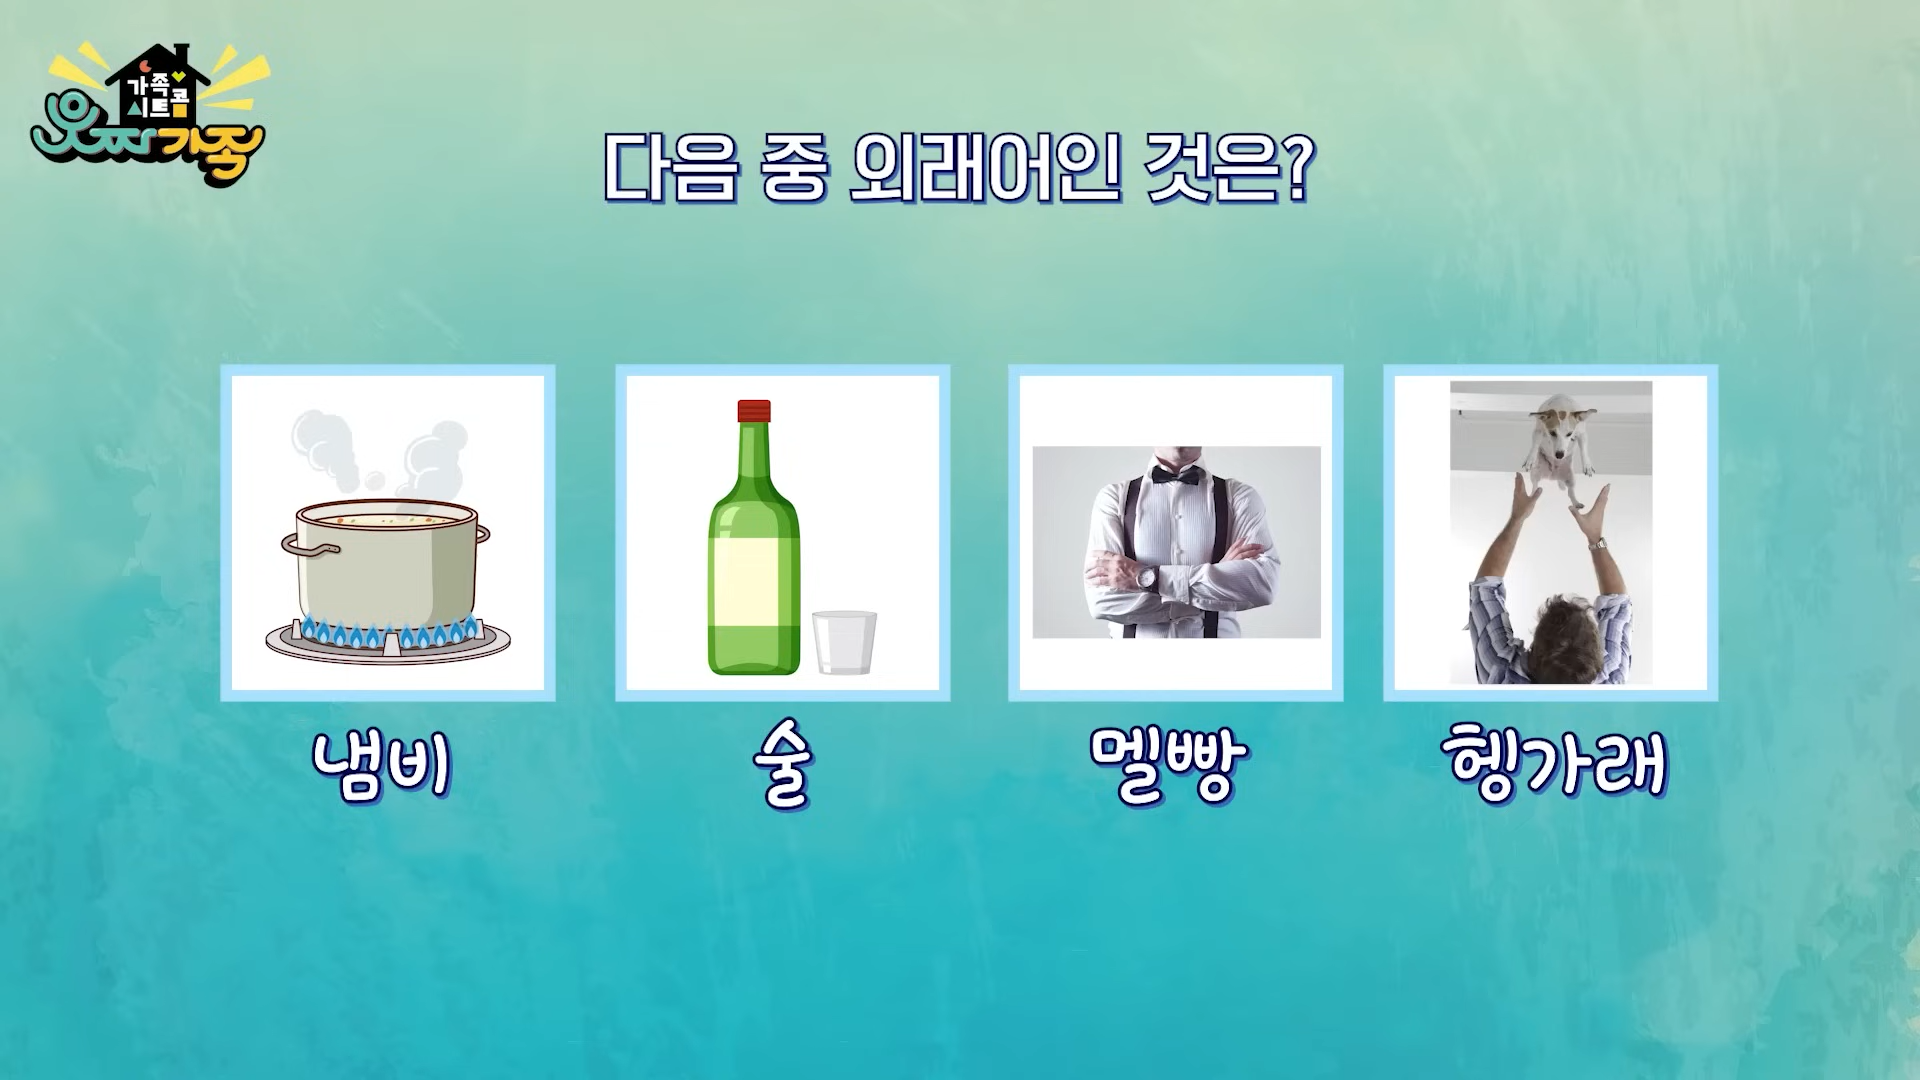 가족
시트콤
웃짜가족
다음 중 외래어인 것은?
냄비
술
멜빵
헹가래